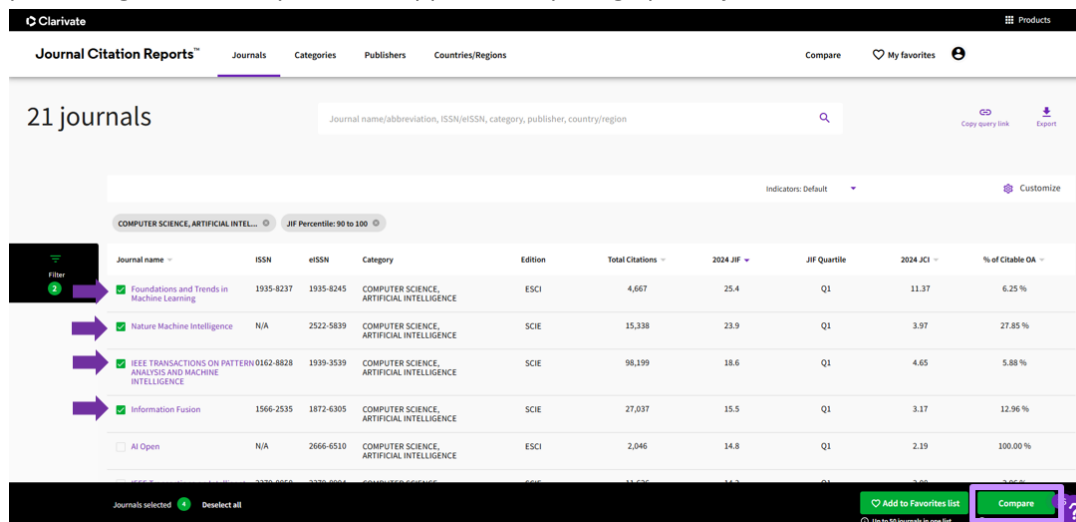 Clarivate
Products
Journal Citation Reports™
Journals
Categories
Publishers
Countries/Regions
Compare
My favorites
21 journals
Journal name/abbreviation, ISSN/eISSN, category, publisher, country/region
Copy query link
Export
Indicators: Default
Customize
COMPUTER SCIENCE, ARTIFICIAL INTEL...
JIF Percentile: 90 to 100
Filter
2
Journal name ISSN eISSN Category Edition Total Citations 2024 JIF JIF Quartile 2024 JCI % of Citable OA
Foundations and Trends in 1935-8237 1935-8245 COMPUTER SCIENCE, ESCI 4,667 25.4 Q1 11.37 6.25 %
Machine Learning ARTIFICIAL INTELLIGENCE
Nature Machine Intelligence N/A 2522-5839 COMPUTER SCIENCE, SCIE 15,338 23.9 Q1 3.97 27.85 %
ARTIFICIAL INTELLIGENCE
IEEE TRANSACTIONS ON PATTERN 0162-8828 1939-3539 COMPUTER SCIENCE, SCIE 98,199 18.6 Q1 4.65 5.88 %
ANALYSIS AND MACHINE ARTIFICIAL INTELLIGENCE
INTELLIGENCE
Information Fusion 1566-2535 1872-6305 COMPUTER SCIENCE, SCIE 27,037 15.5 Q1 3.17 12.96 %
ARTIFICIAL INTELLIGENCE
AI Open N/A 2666-6510 COMPUTER SCIENCE, ESCI 2,046 14.8 Q1 2.19 100.00 %
ARTIFICIAL INTELLIGENCE
Journals selected 4 Deselect all
Add to Favorites list
Compare
?
Up to 50 journals in one list